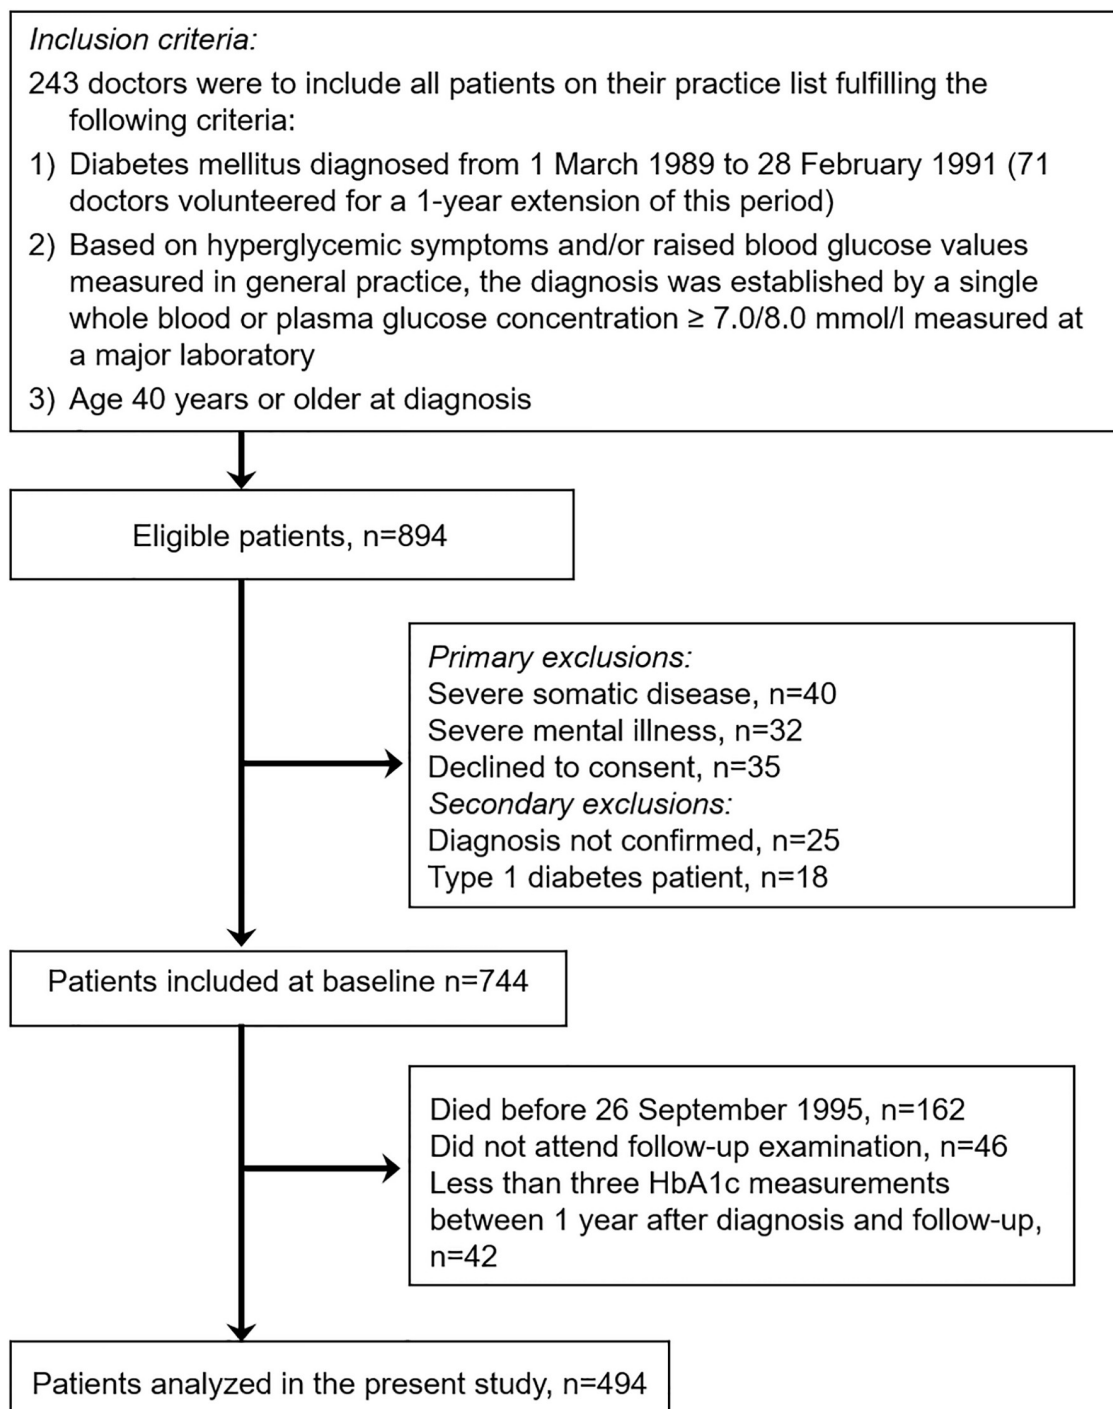 Inclusion criteria:
243 doctors were to include all patients on their practice list fulfilling the
following criteria:
1) Diabetes mellitus diagnosed from 1 March 1989 to 28 February 1991 (71
doctors volunteered for a 1-year extension of this period)
2) Based on hyperglycemic symptoms and/or raised blood glucose values
measured in general practice, the diagnosis was established by a single
whole blood or plasma glucose concentration ≥ 7.0/8.0 mmol/l measured at
a major laboratory
3) Age 40 years or older at diagnosis
Eligible patients, n=894
Primary exclusions:
Severe somatic disease, n=40
Severe mental illness, n=32
Declined to consent, n=35
Secondary exclusions:
Diagnosis not confirmed, n=25
Type 1 diabetes patient, n=18
Patients included at baseline n=744
Died before 26 September 1995, n=162
Did not attend follow-up examination, n=46
Less than three HbA1c measurements
between 1 year after diagnosis and follow-up,
n=42
Patients analyzed in the present study, n=494